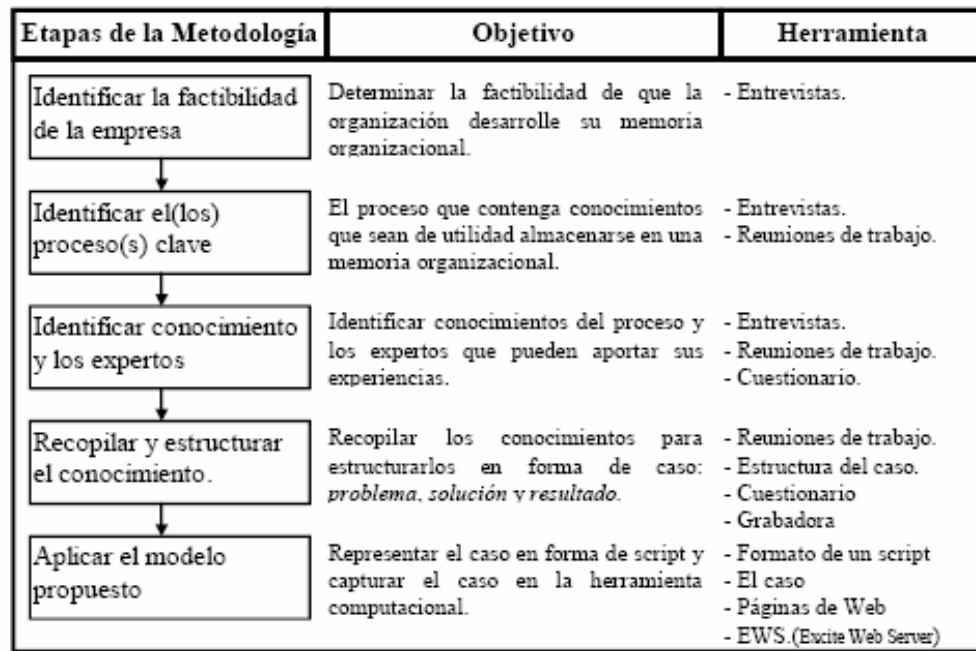 Etapas de la Metodología
Objetivo
Herramienta
Identificar la factibilidad
de la empresa
Determinar la factibilidad de que la
organización desarrolle su memoria
organizacional.
- Entrevistas.
Identificar el(los)
proceso(s) clave
El proceso que contenga conocimientos
que sean de utilidad almacenarse en una
memoria organizacional.
- Entrevistas.
- Reuniones de trabajo.
Identificar conocimiento
y los expertos
Identificar conocimientos del proceso y
los expertos que pueden aportar sus
experiencias.
- Entrevistas.
- Reuniones de trabajo.
- Cuestionario.
Recopilar y estructurar
el conocimiento.
Recopilar los conocimientos para
estructurarlos en forma de caso:
problema, solución y resultado.
- Reuniones de trabajo.
- Estructura del caso.
- Cuestionario
- Grabadora
Aplicar el modelo
propuesto
Representar el caso en forma de script y
capturar el caso en la herramienta
computacional.
- Formato de un script
- El caso
- Páginas de Web
- EWS.(Excite Web Server)